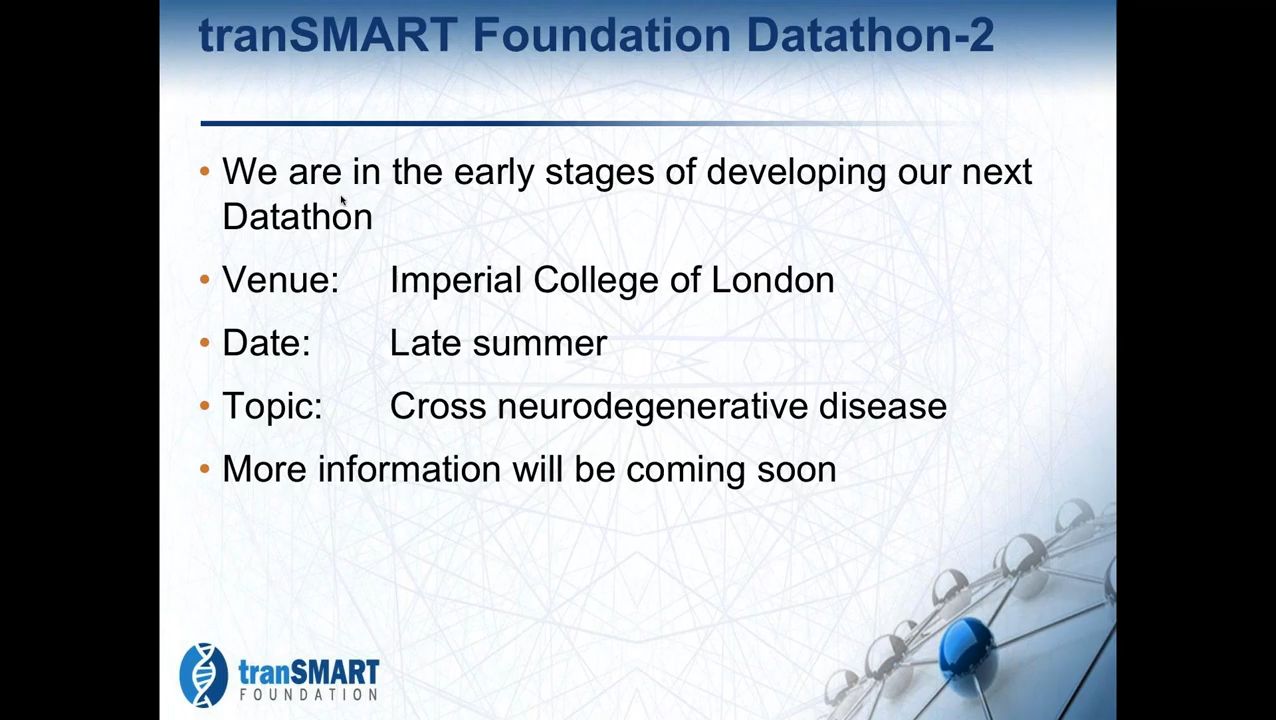 tranSMART Foundation Datathon-2
• We are in the early stages of developing our next
Datathon
• Venue: Imperial College of London
• Date: Late summer
• Topic: Cross neurodegenerative disease
• More information will be coming soon
tranSMART
FOUNDATION